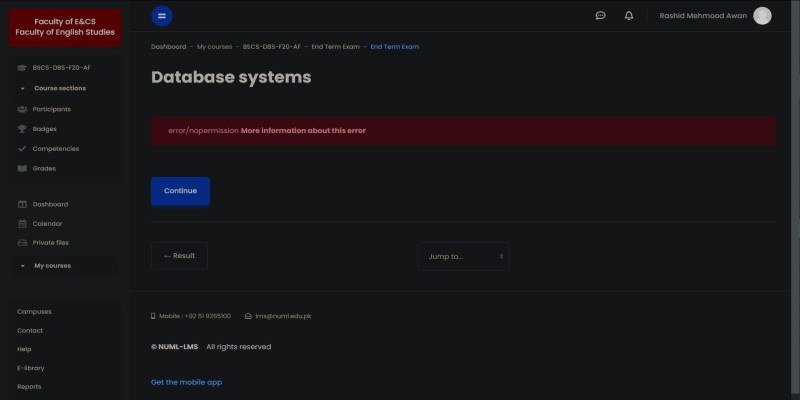 Faculty of E&CS
Faculty of English Studies
Rashid Mehmood Awan
BSCS-DBS-F20-AF
Course sections
Participants
Badges
Competencies
Grades
Dashboard
Calendar
Private files
My courses
Campuses
Contact
Help
E-library
Reports
Dashboard - My courses - BSCS-DBS-F20-AF - End Term Exam - End Term Exam
Database systems
error/nopermission More information about this error
Continue
← Result
Jump to...
Mobile : +92 51 9265100 lms@numl.edu.pk
© NUML-LMS All rights reserved
Get the mobile app